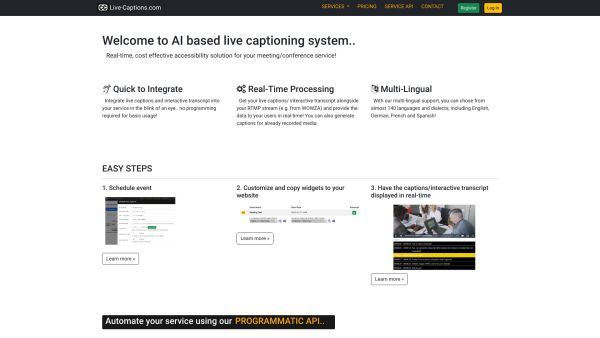 Live-Captions.com
SERVICES
PRICING
SERVICE API
CONTACT
Register
Log in
Welcome to AI based live captioning system..
Real-time, cost effective accessibility solution for your meeting/conference service!
Quick to Integrate
Integrate live captions and interactive transcript into
your service in the blink of an eye.. no programming
required for basic usage!
Real-Time Processing
Get your live captions/ interactive transcript alongside
your RTMP stream (e.g. from WOWZA) and provide the
data to your users in real-time! You can also generate
captions for already recorded media.
Multi-Lingual
With our multi-lingual support, you can chose from
almost 140 languages and dialects; including English,
German, French and Spanish!
EASY STEPS
1. Schedule event
Learn more »
2. Customize and copy widgets to your
website
Learn more »
3. Have the captions/interactive transcript
displayed in real-time
Learn more »
Automate your service using our PROGRAMMATIC API..